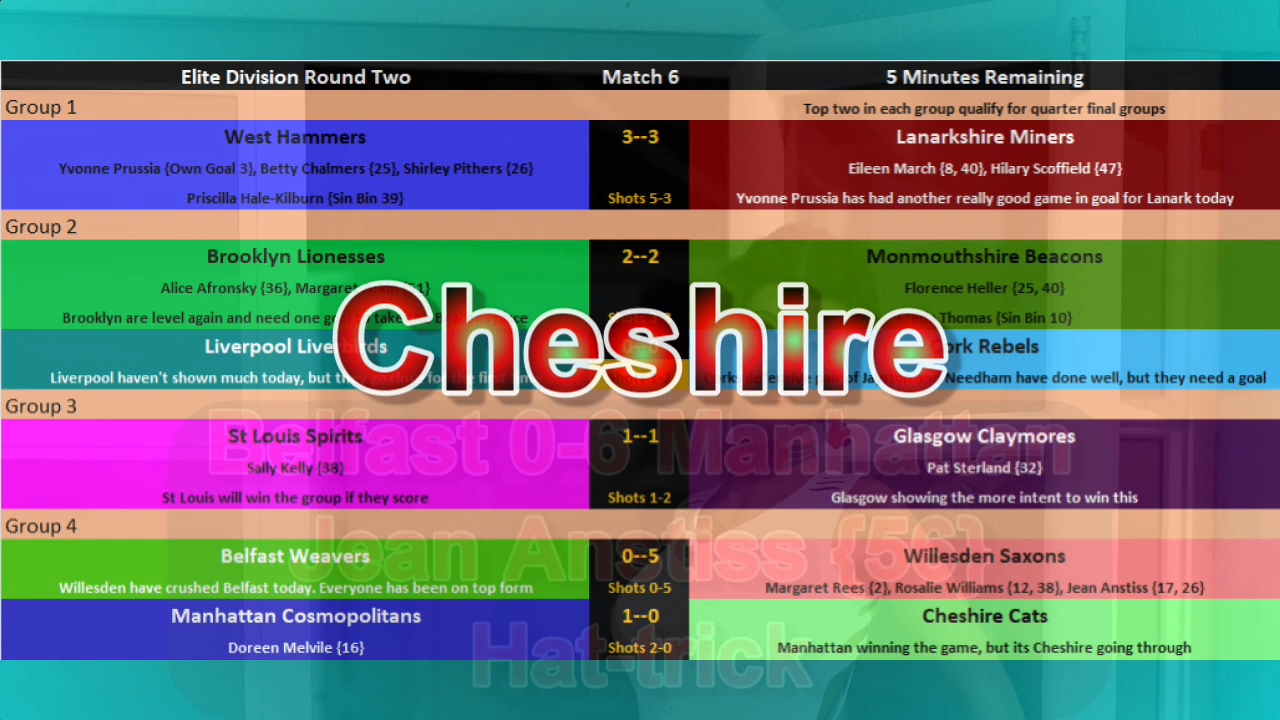 Elite Division Round Two Match 6 5 Minutes Remaining
Group 1 Top two in each group qualify for quarter final groups
West Hammers 3--3 Lanarkshire Miners
Yvonne Prussia {Own Goal 3}, Betty Chalmers {25}, Shirley Pithers {26} Eileen March {8, 40}, Hilary Scoffield {47}
Priscilla Hale-Kilburn {Sin Bin 39} Shots 5-3 Yvonne Prussia has had another really good game in goal for Lanark today
Group 2
Brooklyn Lionesses 2--2 Monmouthshire Beacons
Alice Afronsky {36}, Margaret Florence Heller {25, 40}
Brooklyn are level again and need one Thomas {Sin Bin 10}
Cheshire
Liverpool Liverbirds Cork Rebels
Liverpool haven't shown much today, but Needham have done well, but they need a goal
Group 3
St Louis Spirits 1--1 Glasgow Claymores
Belfast 0-6 Manhattan
Sally Kelly {38} Pat Sterland {32}
St Louis will win the group if they score Shots 1-2 Glasgow showing the more intent to win this
Group 4
Jean Anstiss {56}
Belfast Weavers 0--5 Willesden Saxons
Willesden have crushed Belfast today. Everyone has been on top form Shots 0-5 Margaret Rees {2}, Rosalie Williams {12, 38}, Jean Anstiss {17, 26}
Manhattan Cosmopolitans 1--0 Cheshire Cats
Doreen Melvile {16} Shots 2-0 Manhattan winning the game, but its Cheshire going through
Hat-trick